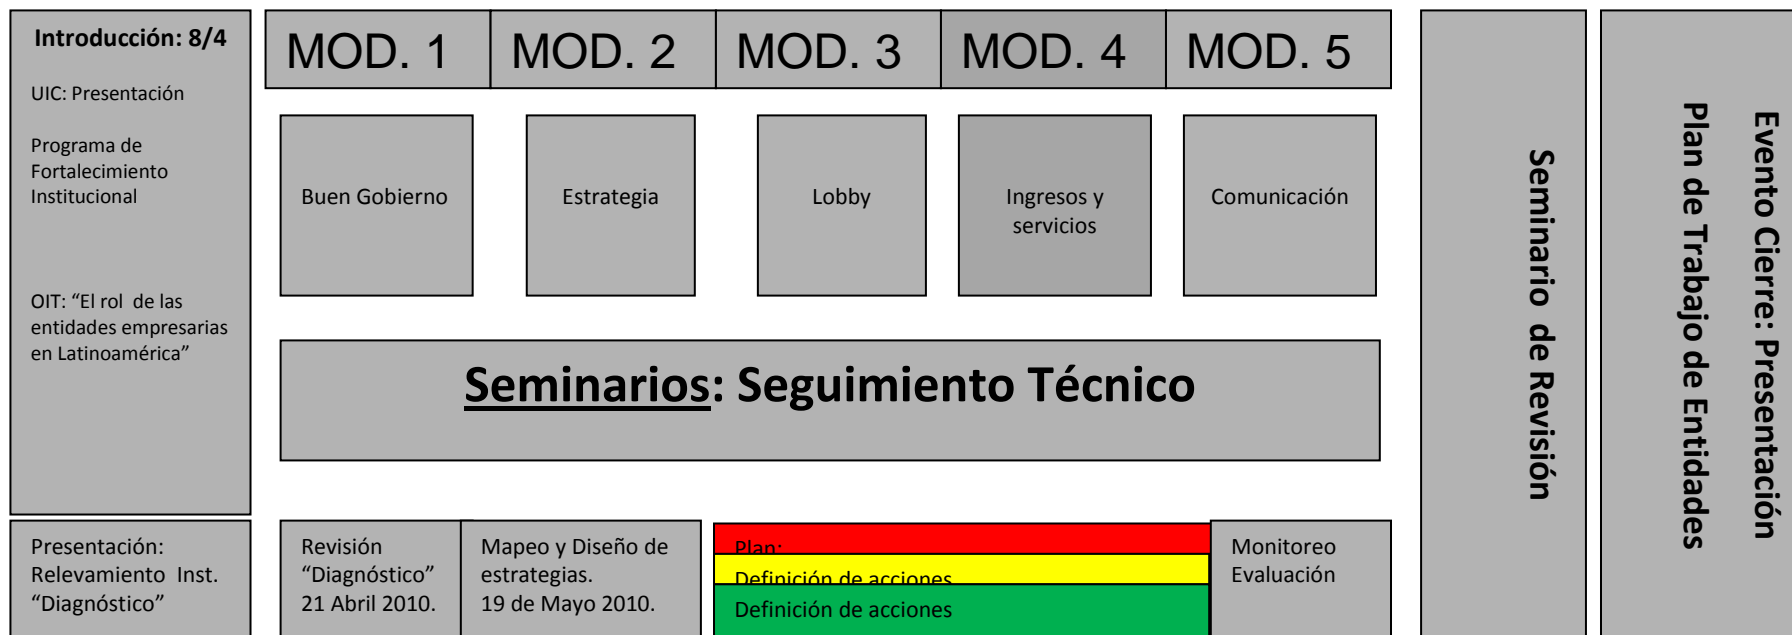 Introducción: 8/4
UIC: Presentación
Programa de
Fortalecimiento
Institucional
OIT: “El rol de las
entidades empresarias
en Latinoamérica”
MOD. 1
MOD. 2
MOD. 3
MOD. 4
MOD. 5
Buen Gobierno
Estrategia
Lobby
Ingresos y
servicios
Comunicación
Seminarios: Seguimiento Técnico
Presentación:
Relevamiento Inst.
“Diagnóstico”
Revisión
“Diagnóstico”
21 Abril 2010.
Mapeo y Diseño de
estrategias.
19 de Mayo 2010.
Plan:
Definición de acciones
Definición de acciones
Monitoreo
Evaluación
Seminario de Revisión
Evento Cierre: Presentación
Plan de Trabajo de Entidades